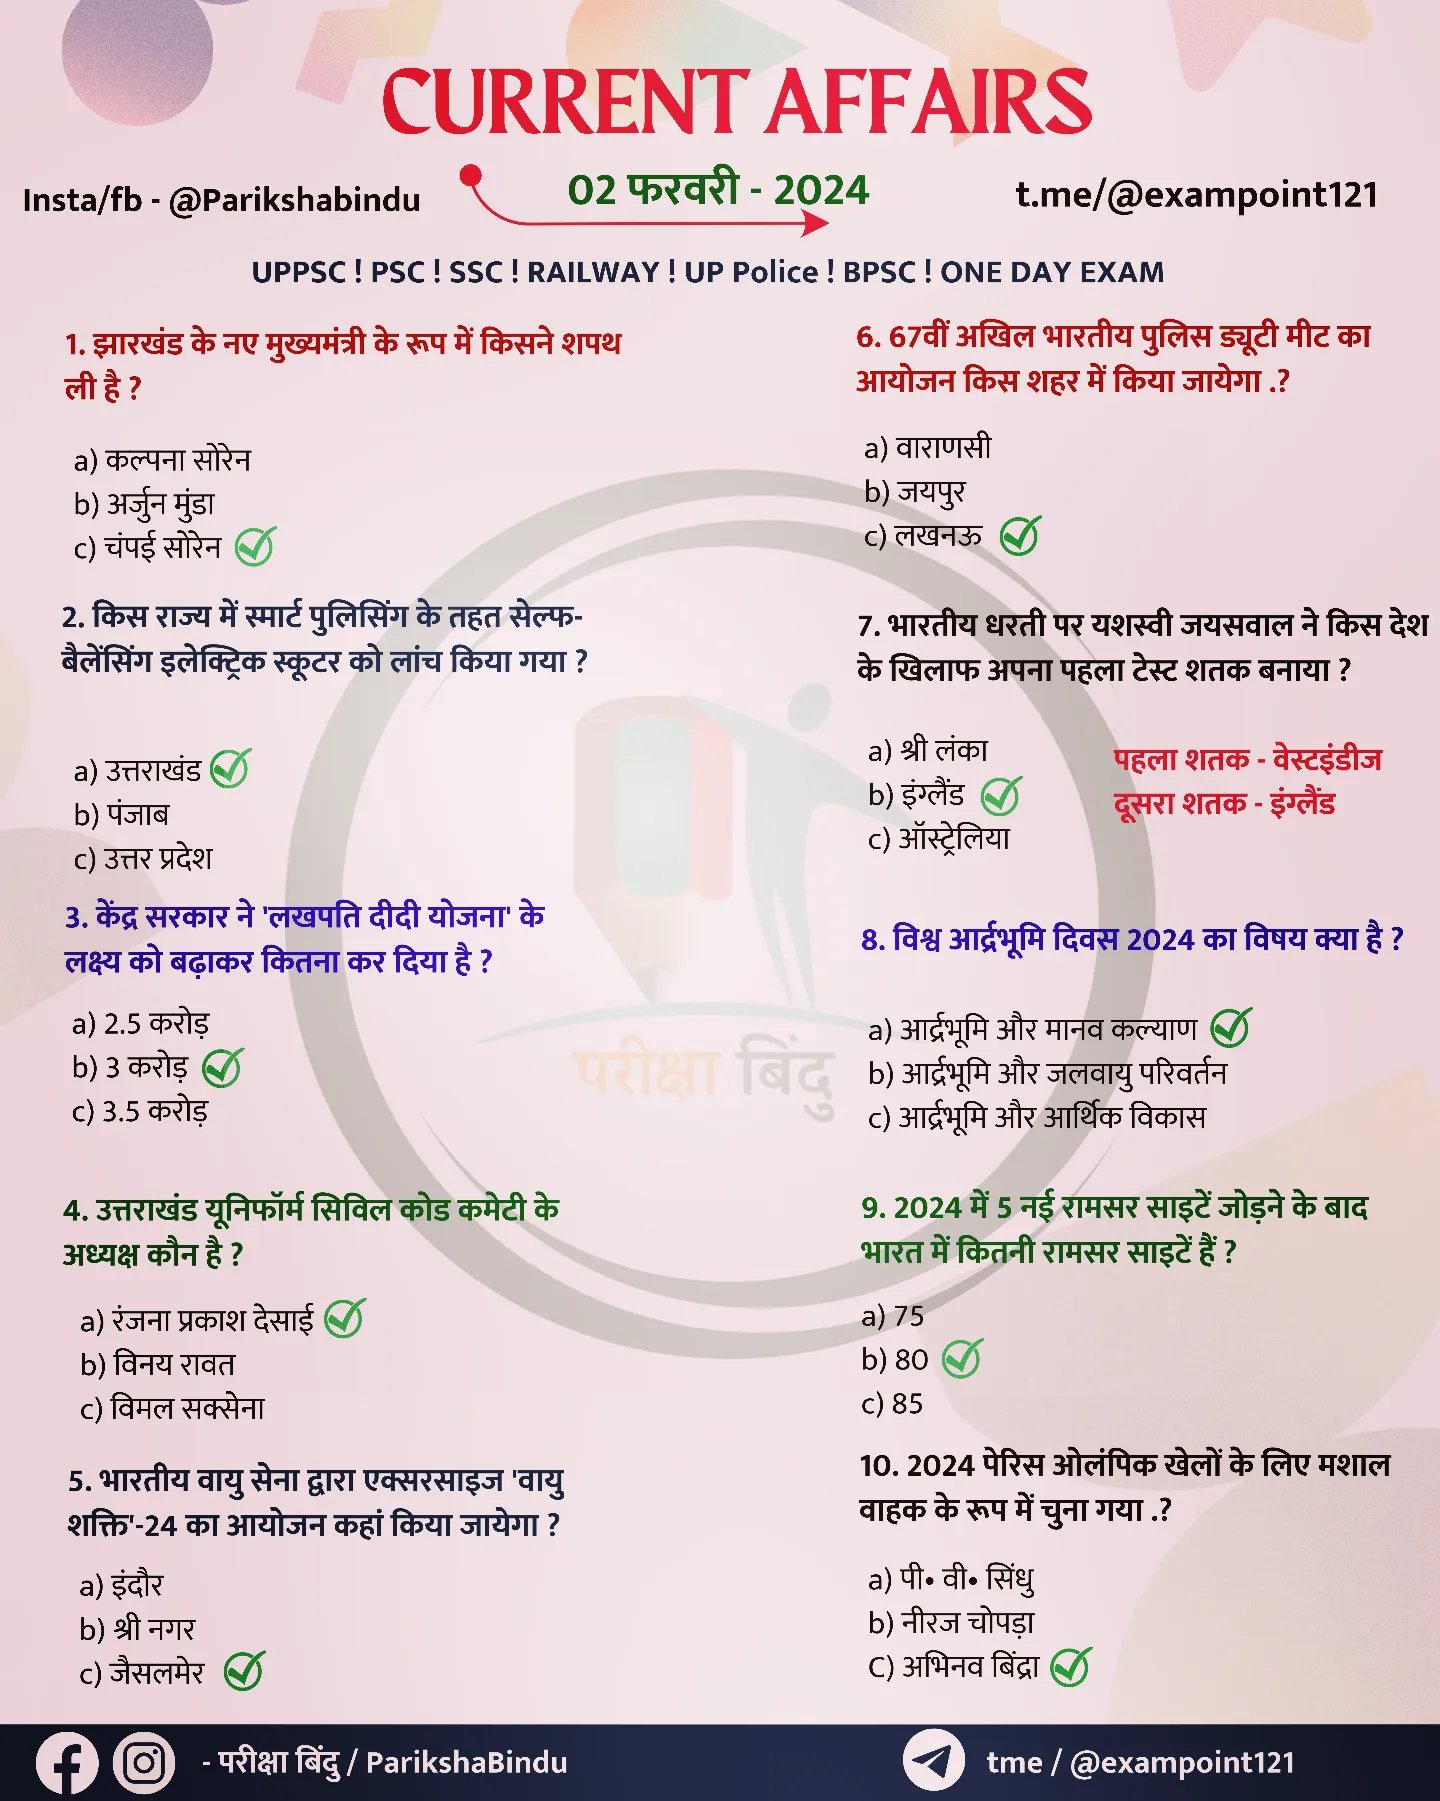 CURRENT AFFAIRS
Insta/fb - @Parikshabindu
02 फरवरी - 2024
t.me/@exampoint121
UPPSC ! PSC ! SSC ! RAILWAY ! UP Police ! BPSC ! ONE DAY EXAM
1. झारखंड के नए मुख्यमंत्री के रूप में किसने शपथ
ली है ?
a) कल्पना सोरेन
b) अर्जुन मुंडा
c) चंपई सोरेन
2. किस राज्य में स्मार्ट पुलिसिंग के तहत सेल्फ-
बैलेंसिंग इलेक्ट्रिक स्कूटर को लांच किया गया ?
a) उत्तराखंड
b) पंजाब
c) उत्तर प्रदेश
3. केंद्र सरकार ने 'लखपति दीदी योजना' के
लक्ष्य को बढ़ाकर कितना कर दिया है ?
a) 2.5 करोड़
b) 3 करोड़
c) 3.5 करोड़
4. उत्तराखंड यूनिफॉर्म सिविल कोड कमेटी के
अध्यक्ष कौन है ?
a) रंजना प्रकाश देसाई
b) विनय रावत
c) विमल सक्सेना
5. भारतीय वायु सेना द्वारा एक्सरसाइज 'वायु
शक्ति'-24 का आयोजन कहां किया जायेगा ?
a) इंदौर
b) श्री नगर
c) जैसलमेर
6. 67वीं अखिल भारतीय पुलिस ड्यूटी मीट का
आयोजन किस शहर में किया जायेगा .?
a) वाराणसी
b) जयपुर
c) लखनऊ
7. भारतीय धरती पर यशस्वी जयसवाल ने किस देश
के खिलाफ अपना पहला टेस्ट शतक बनाया ?
a) श्री लंका
b) इंग्लैंड
c) ऑस्ट्रेलिया
पहला शतक - वेस्टइंडीज
दूसरा शतक - इंग्लैंड
8. विश्व आर्द्रभूमि दिवस 2024 का विषय क्या है ?
a) आर्द्रभूमि और मानव कल्याण
b) आर्द्रभूमि और जलवायु परिवर्तन
c) आर्द्रभूमि और आर्थिक विकास
9. 2024 में 5 नई रामसर साइटें जोड़ने के बाद
भारत में कितनी रामसर साइटें हैं ?
a) 75
b) 80
c) 85
10. 2024 पेरिस ओलंपिक खेलों के लिए मशाल
वाहक के रूप में चुना गया .?
a) पी• वी• सिंधु
b) नीरज चोपड़ा
C) अभिनव बिंद्रा
परीक्षा बिंदु
- परीक्षा बिंदु / ParikshaBindu
tme / @exampoint121